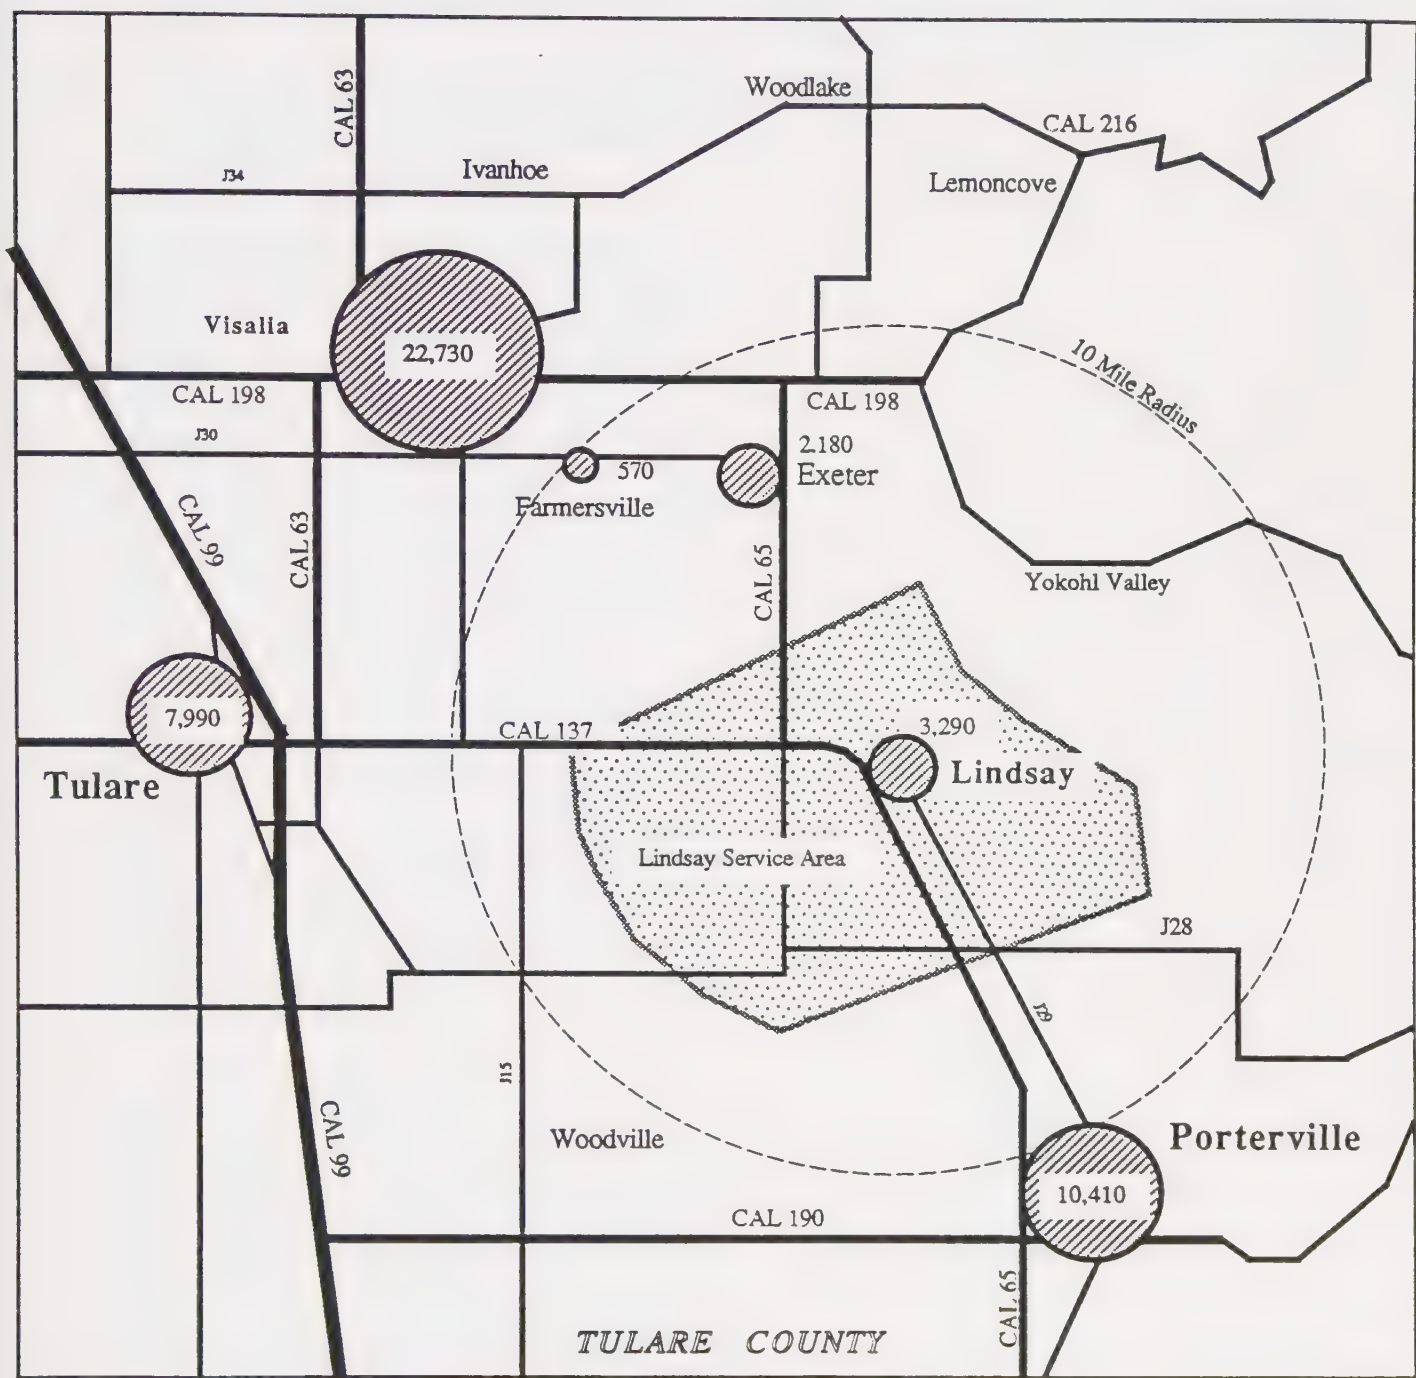 CAL 63
Woodlake
CAL 216
J34
Ivanhoe
Lemoncove
Visalia
22,730
10 Mile Radius
CAL 198
CAL 198
J30
2,180
570
Exeter
Farmersville
CAL 99
CAL 63
CAL 65
Yokohl Valley
7,990
CAL 137
3,290
Tulare
Lindsay
Lindsay Service Area
J28
J29
J15
CAL 99
Woodville
Porterville
10,410
CAL 190
CAL 65
TULARE COUNTY